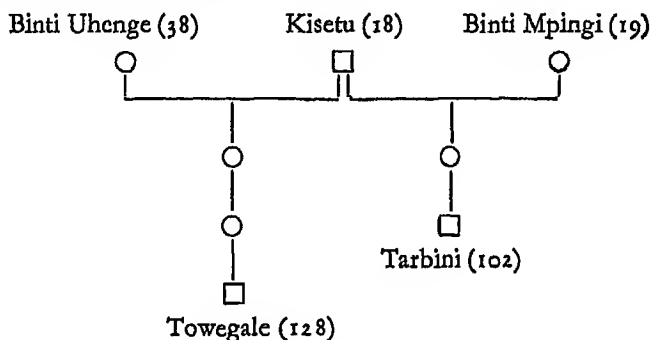 Binti Uhenge (38) Kisetu (18) Binti Mpingi (19)
Tarbini (102)
Towegale (128)